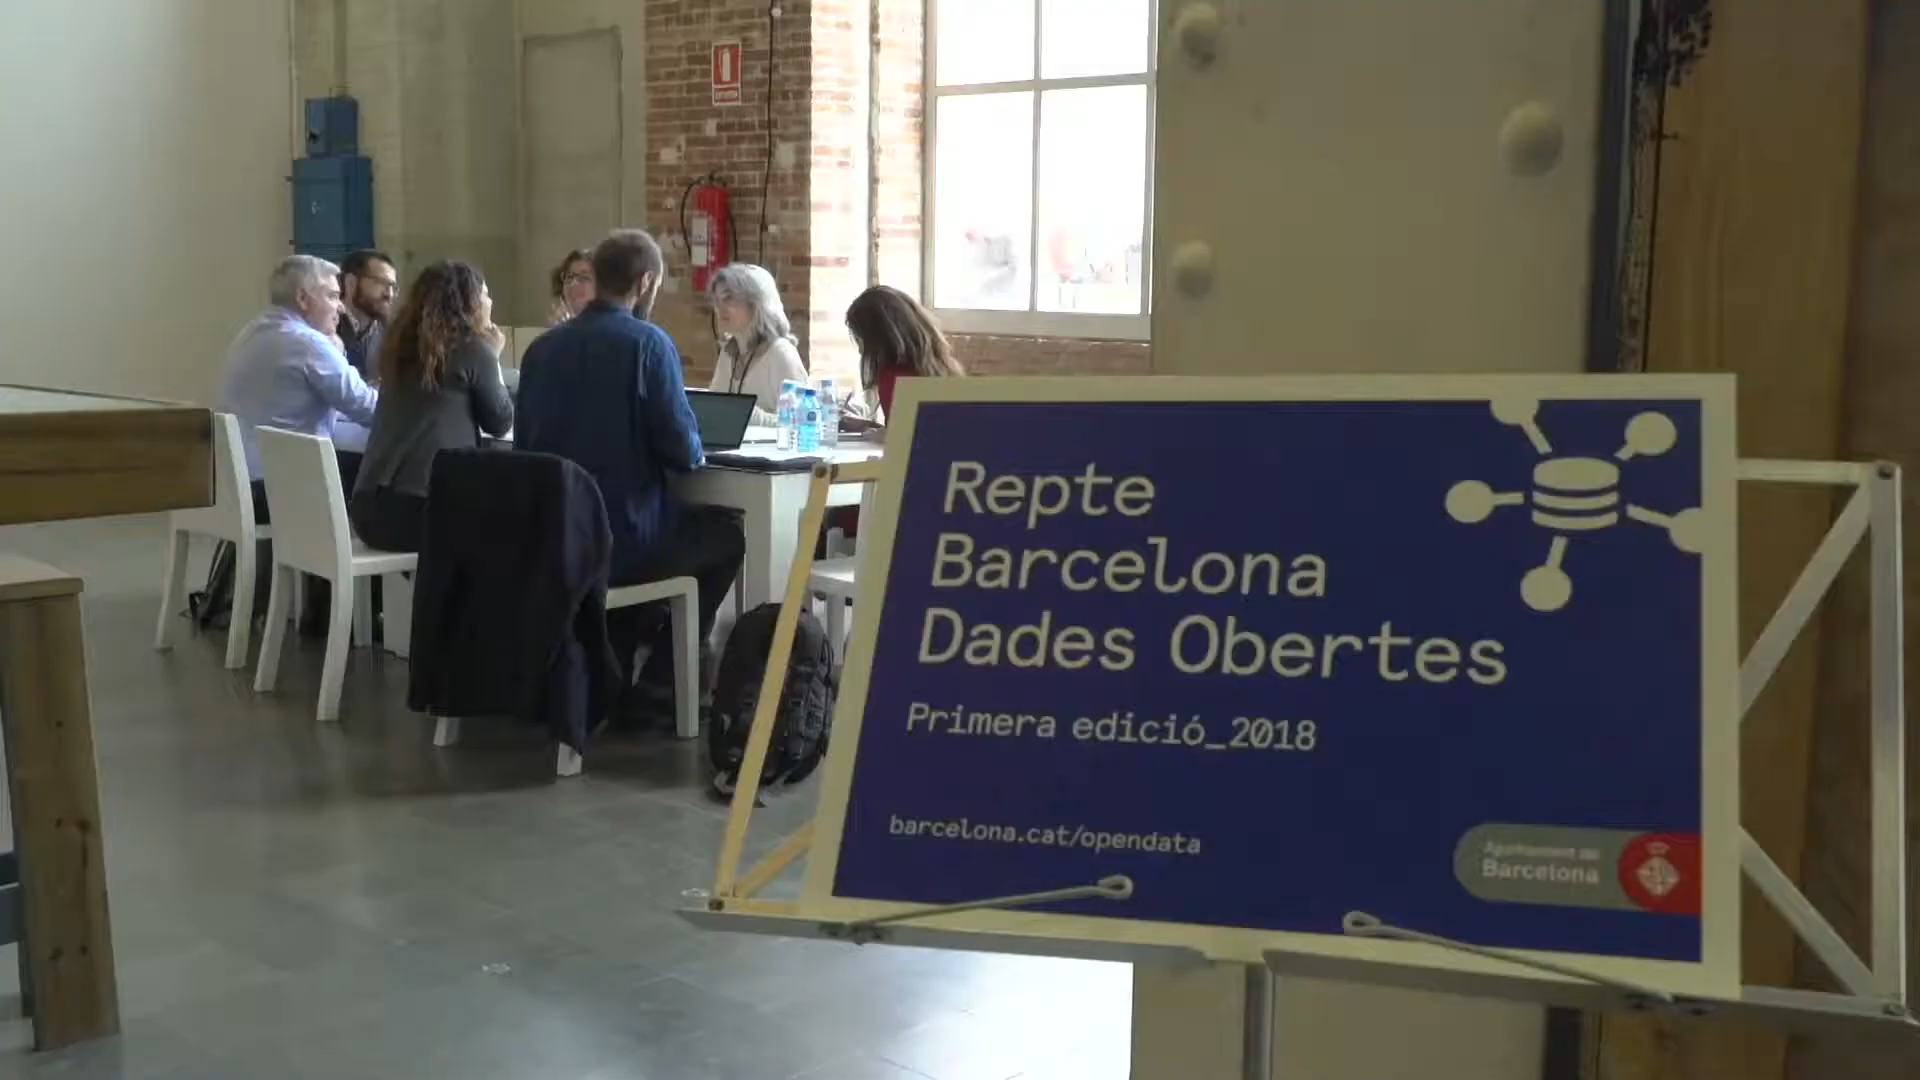 Repte
Barcelona
Dades Obertes
Primera edició_2018
barcelona.cat/opendata
Ajuntament de
Barcelona